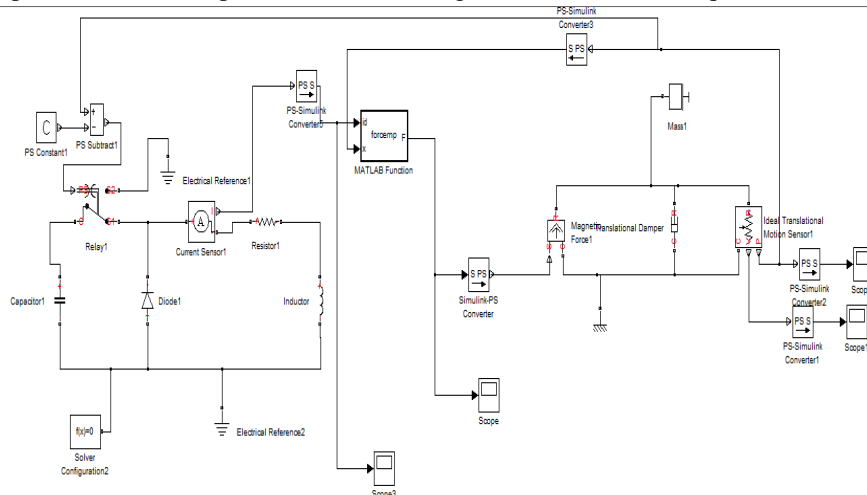 PS-Simulink
Converter3
S PS
PS S
PS-Simulink
Converter5
Mass1
C
PS Constant1
+
−
PS Subtract1
id
x
forcemp
F
MATLAB Function
Electrical Reference1
Relay1
A
I
Current Sensor1
Resistor1
Magnetic
Force1
Translational Damper
R
C
Ideal Translational
Motion Sensor1
C
V
P
PS S
PS-Simulink
Converter2
Scop
Capacitor1
Diode1
Inductor
S PS
Simulink-PS
Converter
PS S
PS-Simulink
Converter1
Scope1
Scope
f(x)=0
Solver
Configuration2
Electrical Reference2
Scope3